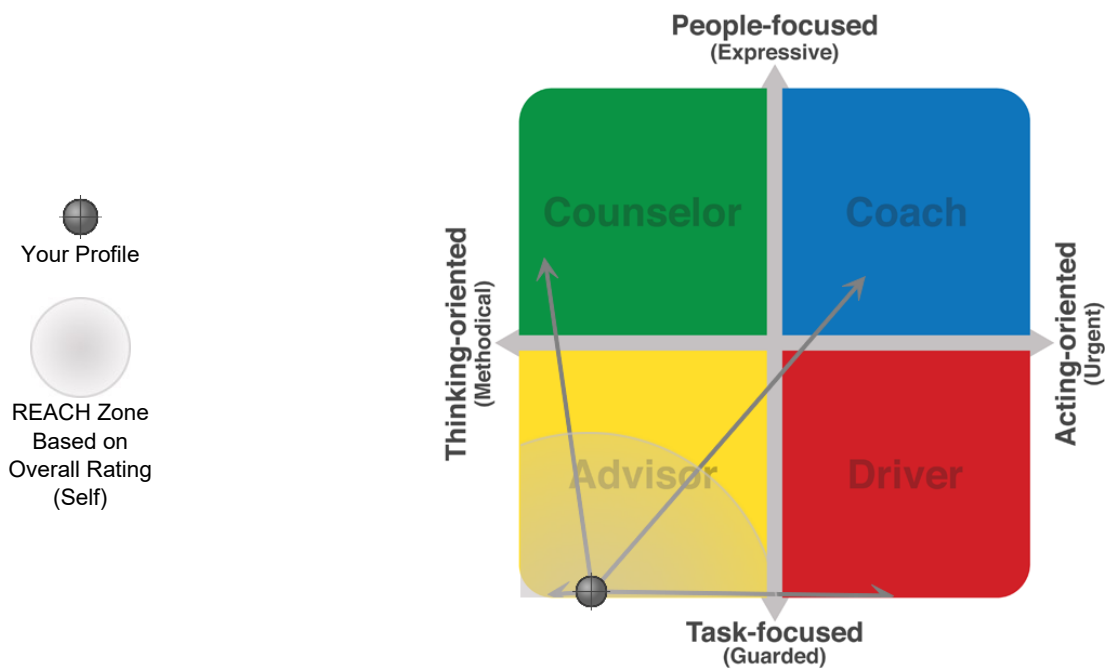 People-focused
(Expressive)
Counselor
Coach
Your Profile
Thinking-oriented
(Methodical)
Acting-oriented
(Urgent)
REACH Zone
Based on
Overall Rating
(Self)
Advisor
Driver
Task-focused
(Guarded)